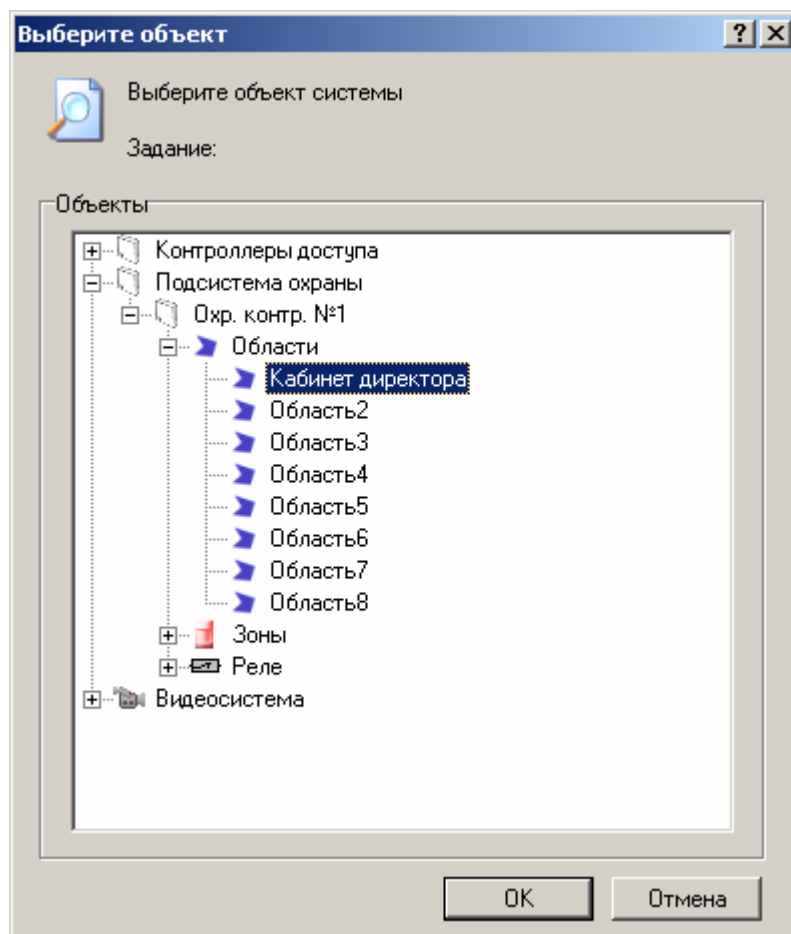 Выберите объект
Выберите объект системы
Задание:
Объекты
Контроллеры доступа
Подсистема охраны
Охр. контр. №1
Области
Кабинет директора
Область2
Область3
Область4
Область5
Область6
Область7
Область8
Зоны
Реле
Видеосистема
OK
Отмена